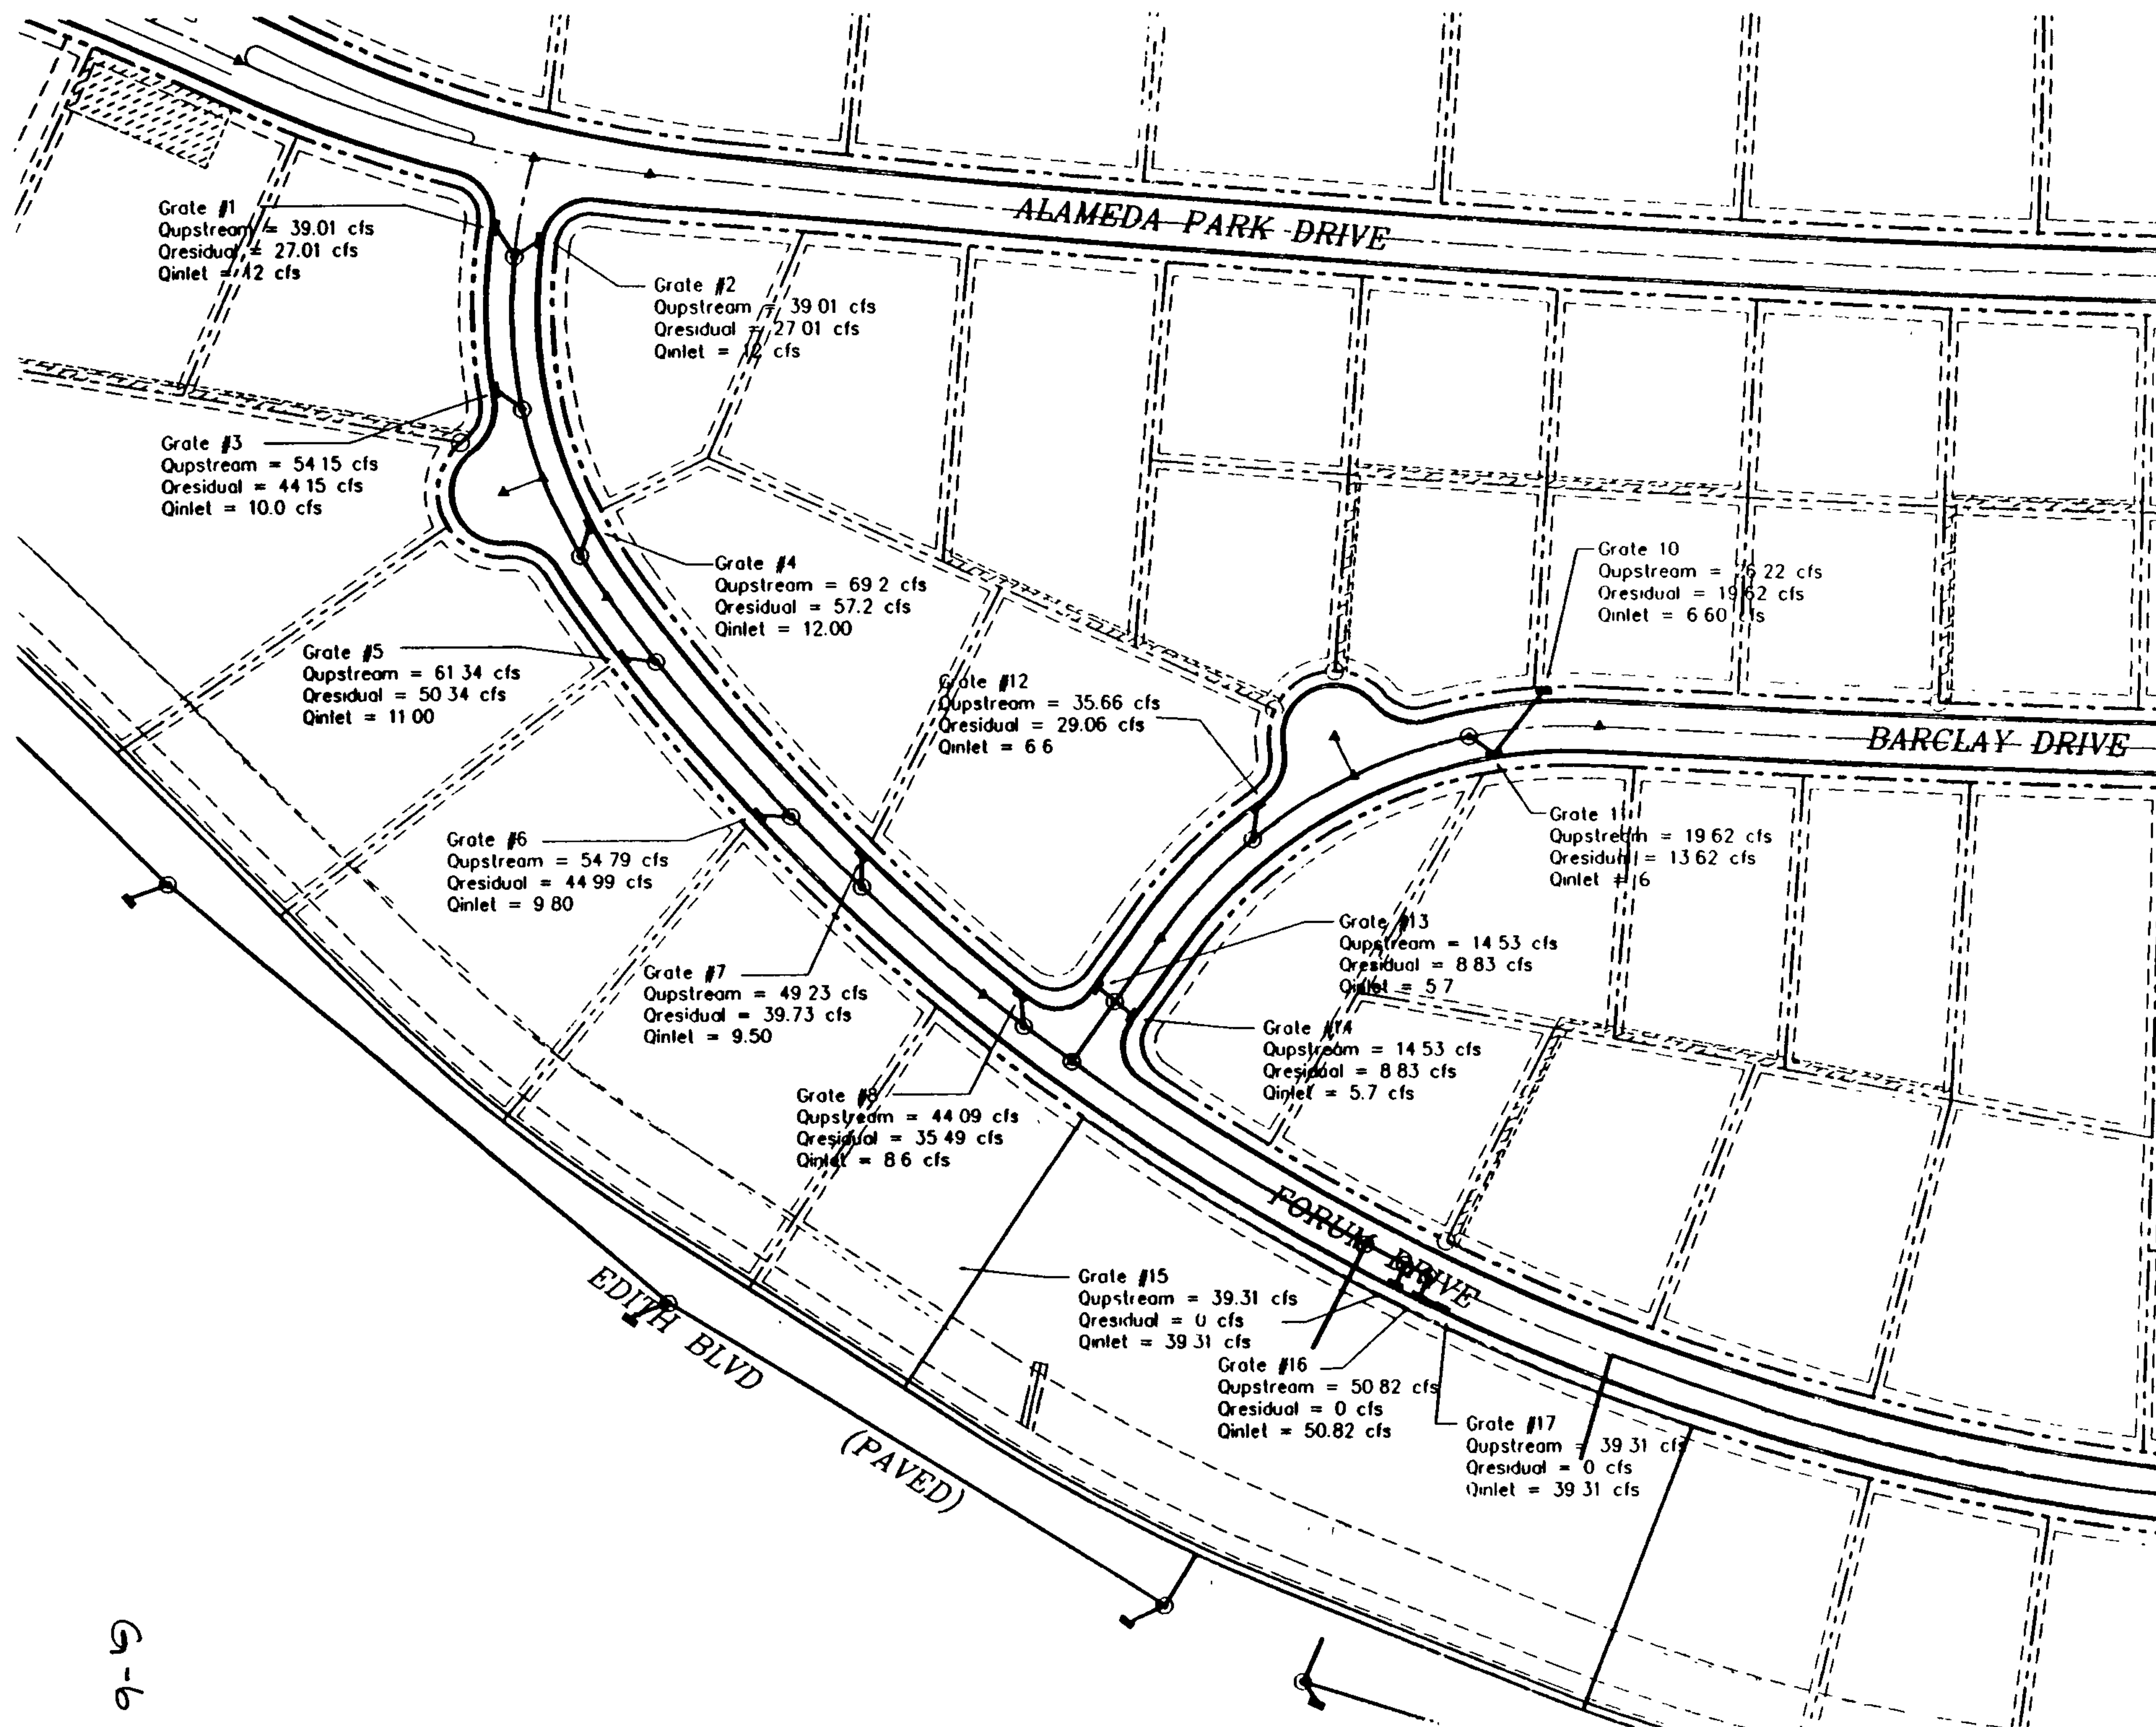 ALAMEDA PARK DRIVE
Grate #1
Qupstream = 39.01 cfs
Qresidual = 27.01 cfs
Qinlet = 12 cfs
Grate #2
Qupstream = 39 01 cfs
Qresidual = 27 01 cfs
Qinlet = 12 cfs
Grate #3
Qupstream = 54 15 cfs
Qresidual = 44 15 cfs
Qinlet = 10.0 cfs
Grate #4
Qupstream = 69 2 cfs
Qresidual = 57.2 cfs
Qinlet = 12.00
Grate 10
Qupstream = 6 22 cfs
Qresidual = 19 62 cfs
Qinlet = 6 60 cfs
Grate #5
Qupstream = 61 34 cfs
Qresidual = 50 34 cfs
Qinlet = 11 00
Grate #12
Qupstream = 35.66 cfs
Qresidual = 29.06 cfs
Qinlet = 6 6
BARCLAY DRIVE
Grate 11
Qupstream = 19 62 cfs
Qresidual = 13 62 cfs
Qinlet = 6
Grate #6
Qupstream = 54 79 cfs
Qresidual = 44 99 cfs
Qinlet = 9 80
Grate #13
Qupstream = 14 53 cfs
Qresidual = 8 83 cfs
Qinlet = 5 7
Grate #7
Qupstream = 49 23 cfs
Qresidual = 39.73 cfs
Qinlet = 9.50
Grate #14
Qupstream = 14 53 cfs
Qresidual = 8 83 cfs
Qinlet = 5.7 cfs
Grate #8
Qupstream = 44 09 cfs
Qresidual = 35 49 cfs
Qinlet = 8 6 cfs
FORUM DRIVE
Grate #15
Qupstream = 39.31 cfs
Qresidual = 0 cfs
Qinlet = 39 31 cfs
EDITH BLVD
(PAVED)
Grate #16
Qupstream = 50 82 cfs
Qresidual = 0 cfs
Qinlet = 50.82 cfs
Grate #17
Qupstream = 39 31 cfs
Qresidual = 0 cfs
Qinlet = 39 31 cfs
G-6